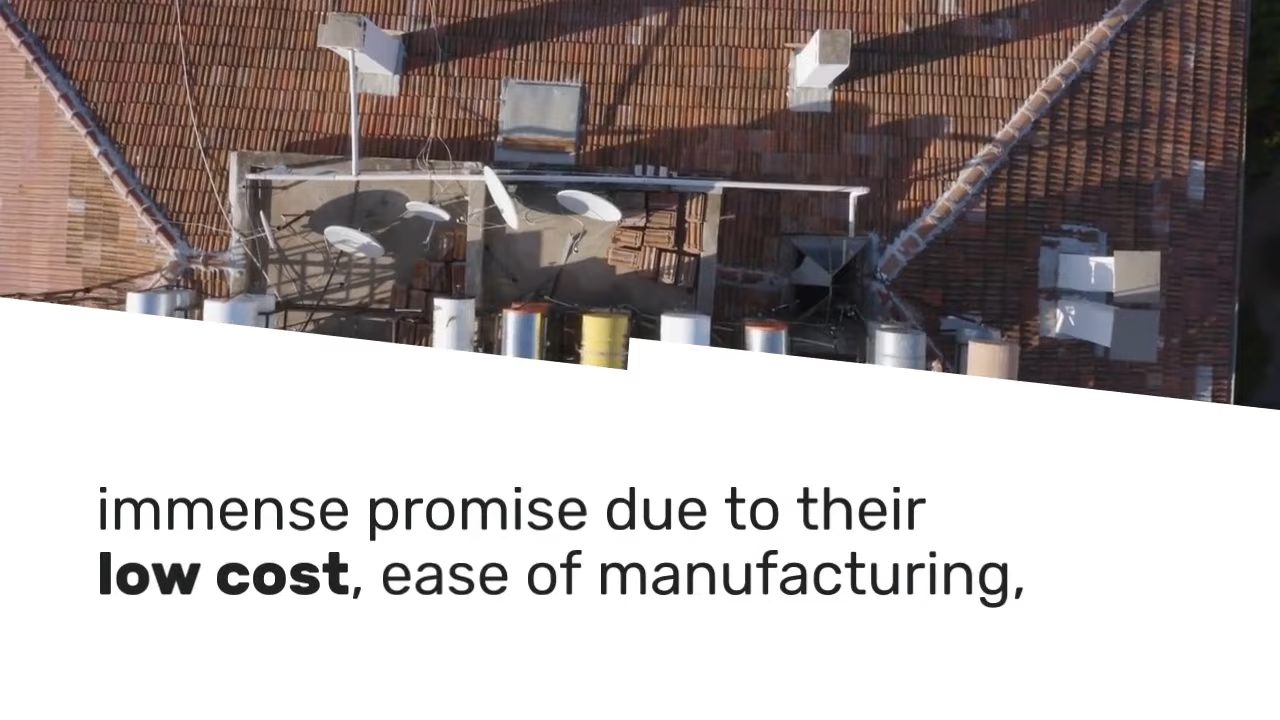 immense promise due to their
low cost, ease of manufacturing,